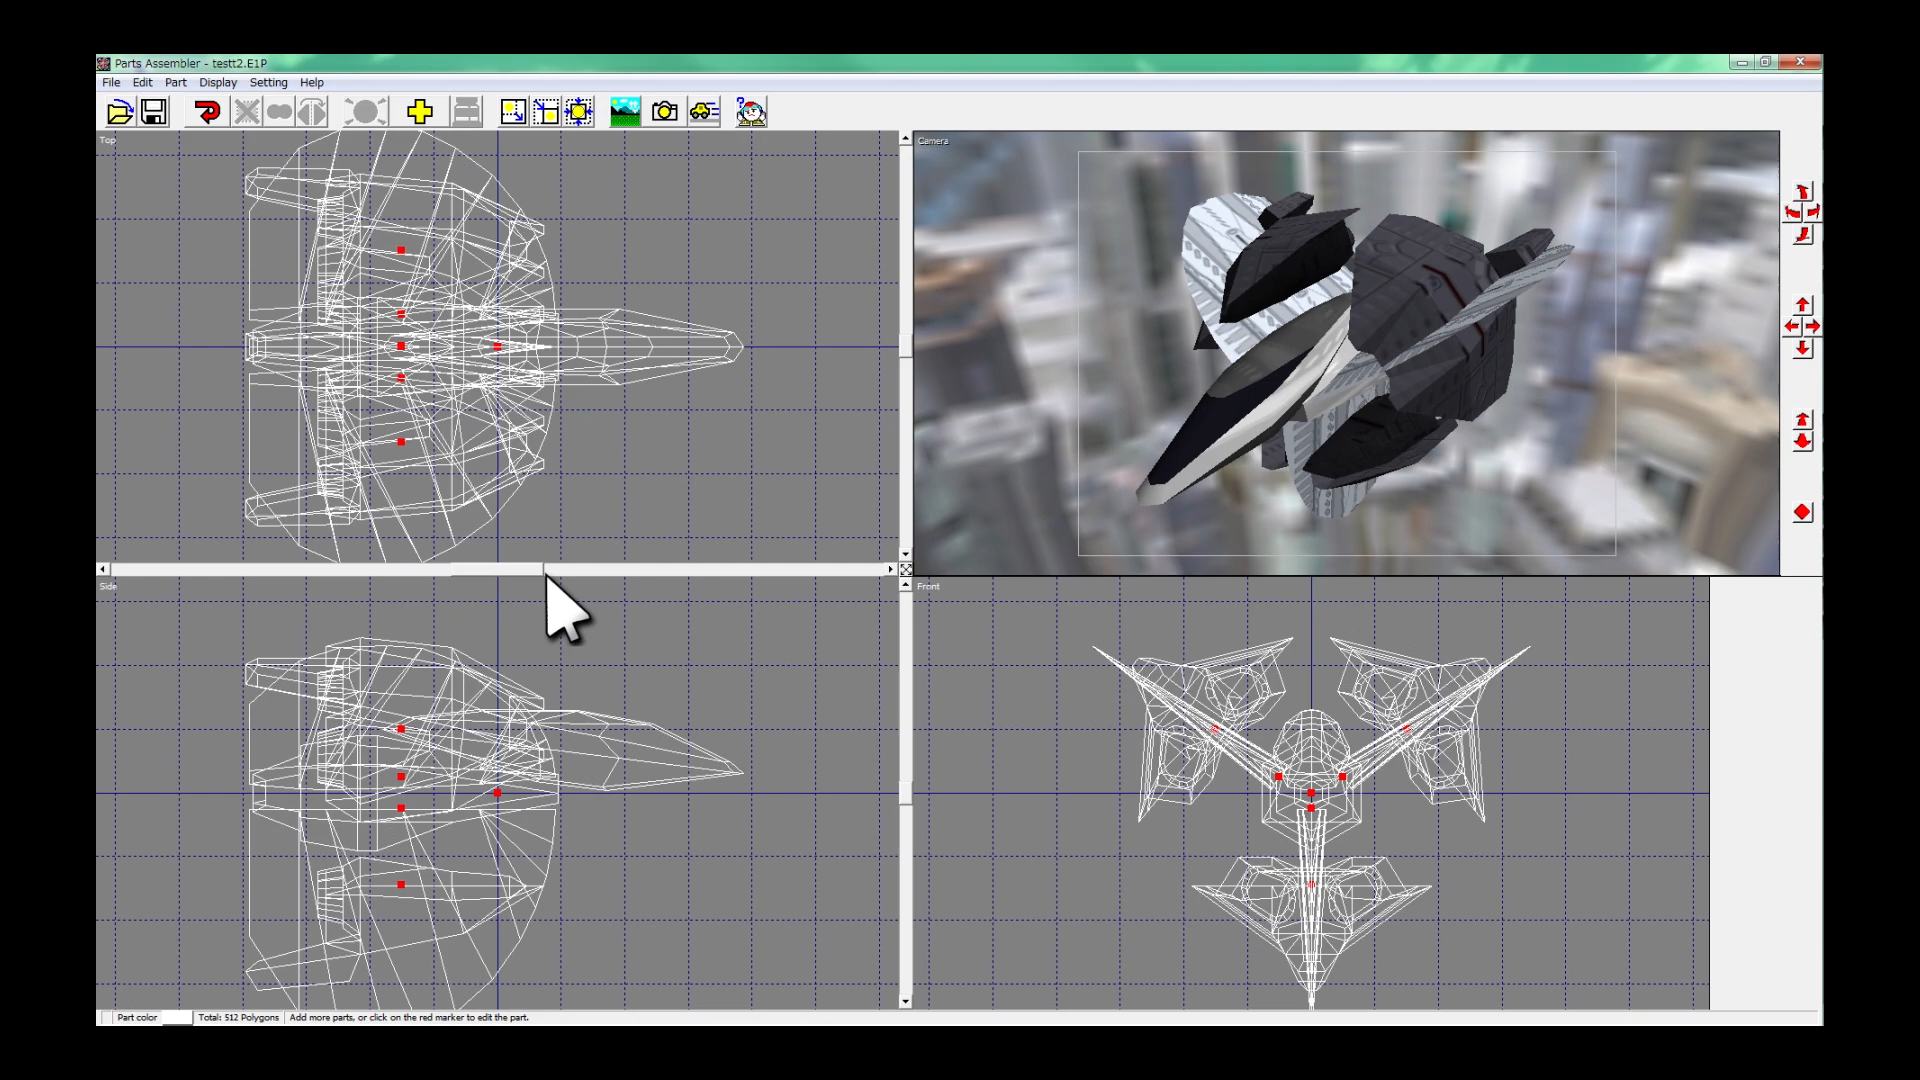 Parts Assembler - testt2.E1P
File Edit Part Display Setting Help
Top
Camera
Side
Front
Part color Total: 512 Polygons Add more parts, or click on the red marker to edit the part.